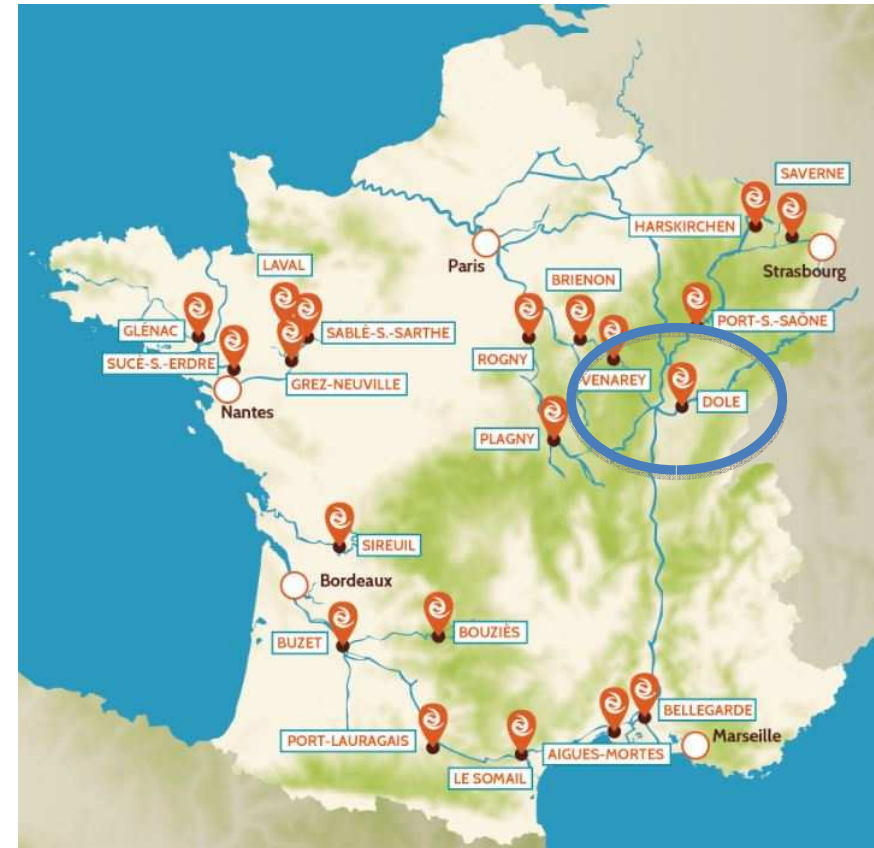 SAVERNE
HARSKIRCHEN
Paris
Strasbourg
LAVAL
BRIENON
GLÉNAC
SABLÉ-S.-SARTHE
PORT-S.-SAÔNE
ROGNY
SUCÉ-S.-ERDRE
GREZ-NEUVILLE
VENAREY
DOLE
Nantes
PLAGNY
SIREUIL
Bordeaux
BUZET
BOUZIÈS
BELLEGARDE
PORT-LAURAGAIS
Marseille
AIGUES-MORTES
LE SOMAIL